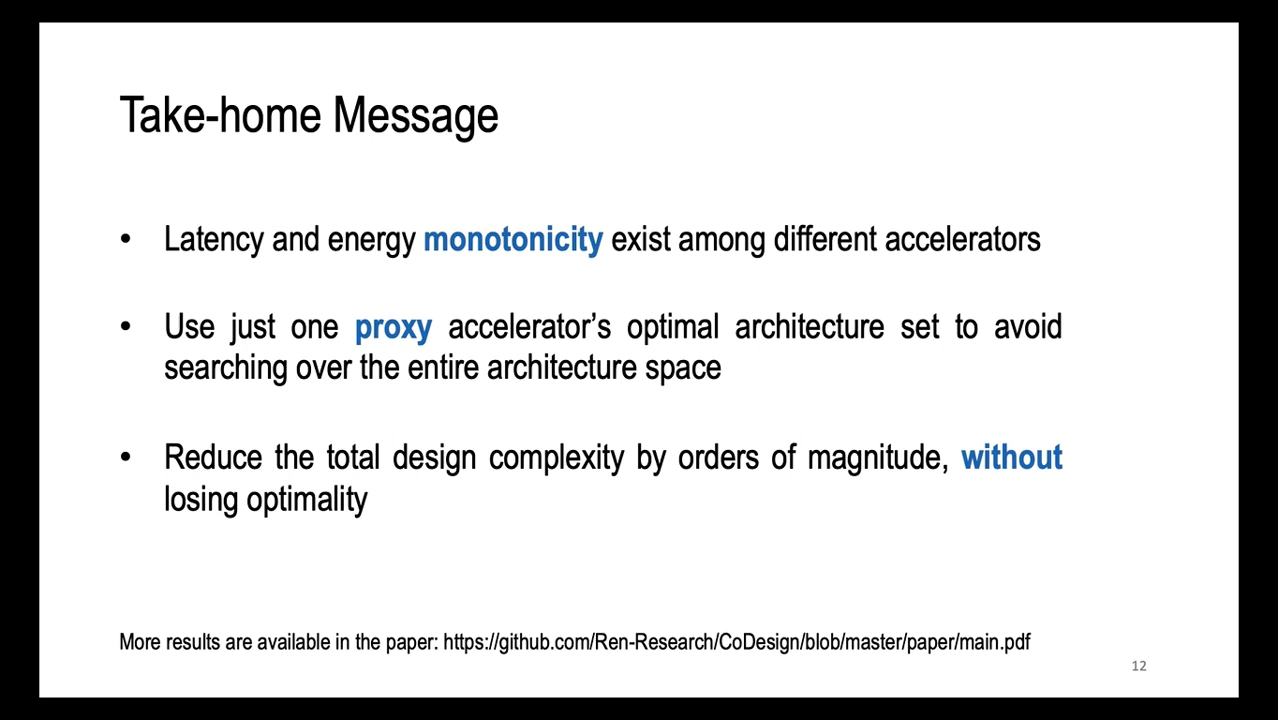 Take-home Message
• Latency and energy monotonicity exist among different accelerators
• Use just one proxy accelerator’s optimal architecture set to avoid
searching over the entire architecture space
• Reduce the total design complexity by orders of magnitude, without
losing optimality
More results are available in the paper: https://github.com/Ren-Research/CoDesign/blob/master/paper/main.pdf
12